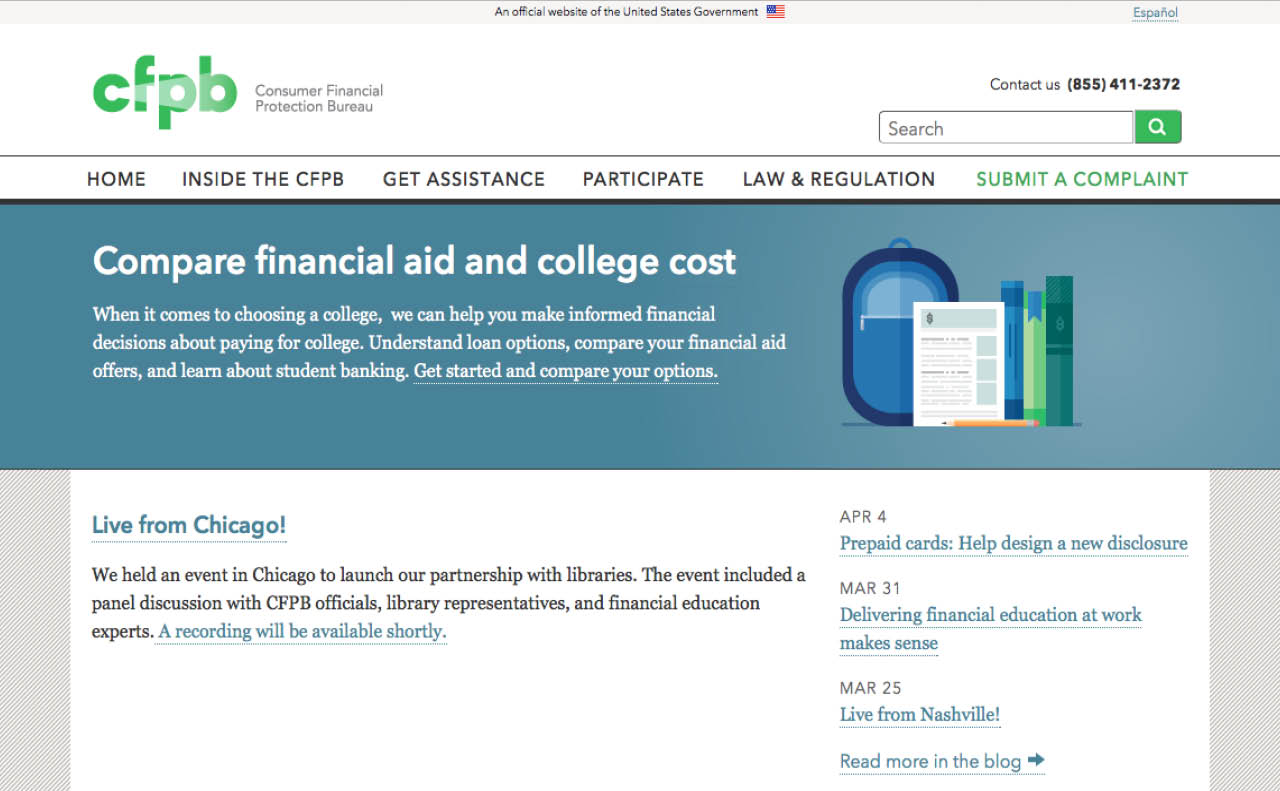 An official website of the United States Government
Español
cfpb
Consumer Financial
Protection Bureau
Contact us (855) 411-2372
Search
HOME INSIDE THE CFPB GET ASSISTANCE PARTICIPATE LAW & REGULATION SUBMIT A COMPLAINT
Compare financial aid and college cost
When it comes to choosing a college, we can help you make informed financial
decisions about paying for college. Understand loan options, compare your financial aid
offers, and learn about student banking. Get started and compare your options.
$
$
Live from Chicago!
We held an event in Chicago to launch our partnership with libraries. The event included a
panel discussion with CFPB officials, library representatives, and financial education
experts. A recording will be available shortly.
APR 4
Prepaid cards: Help design a new disclosure
MAR 31
Delivering financial education at work
makes sense
MAR 25
Live from Nashville!
Read more in the blog